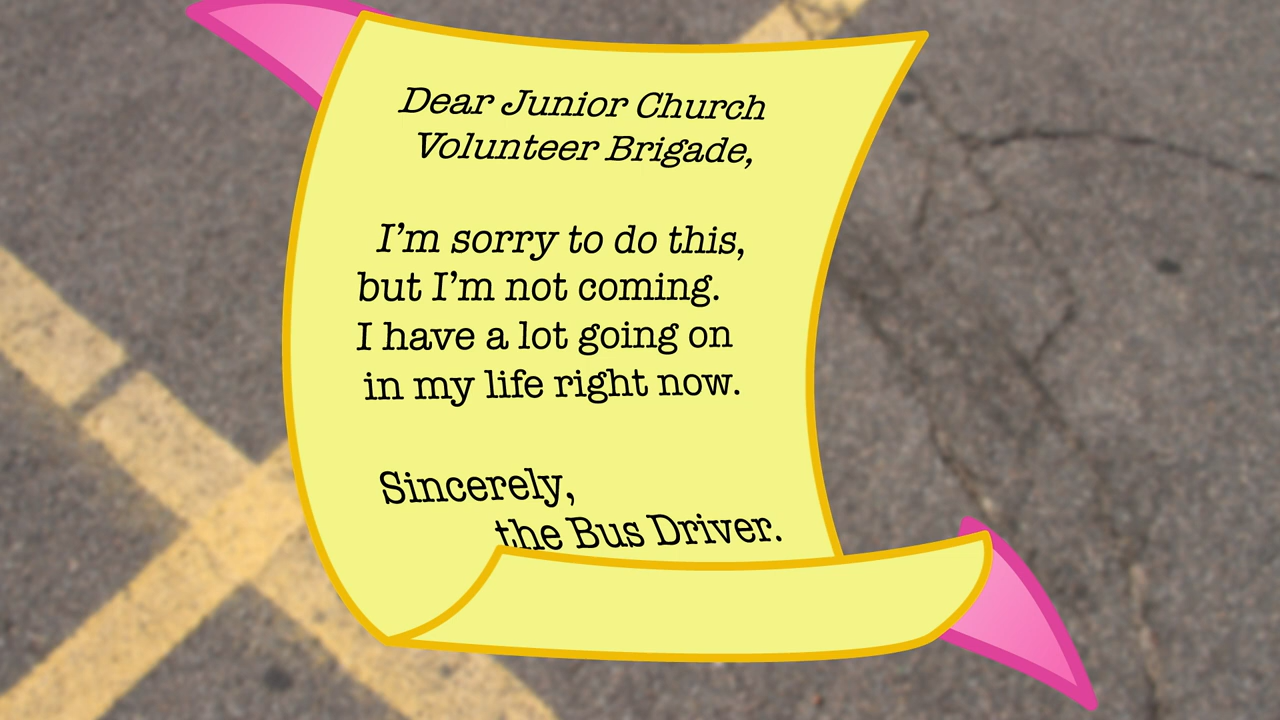 Dear Junior Church
Volunteer Brigade,
I’m sorry to do this,
but I’m not coming.
I have a lot going on
in my life right now.
Sincerely,
the Bus Driver.